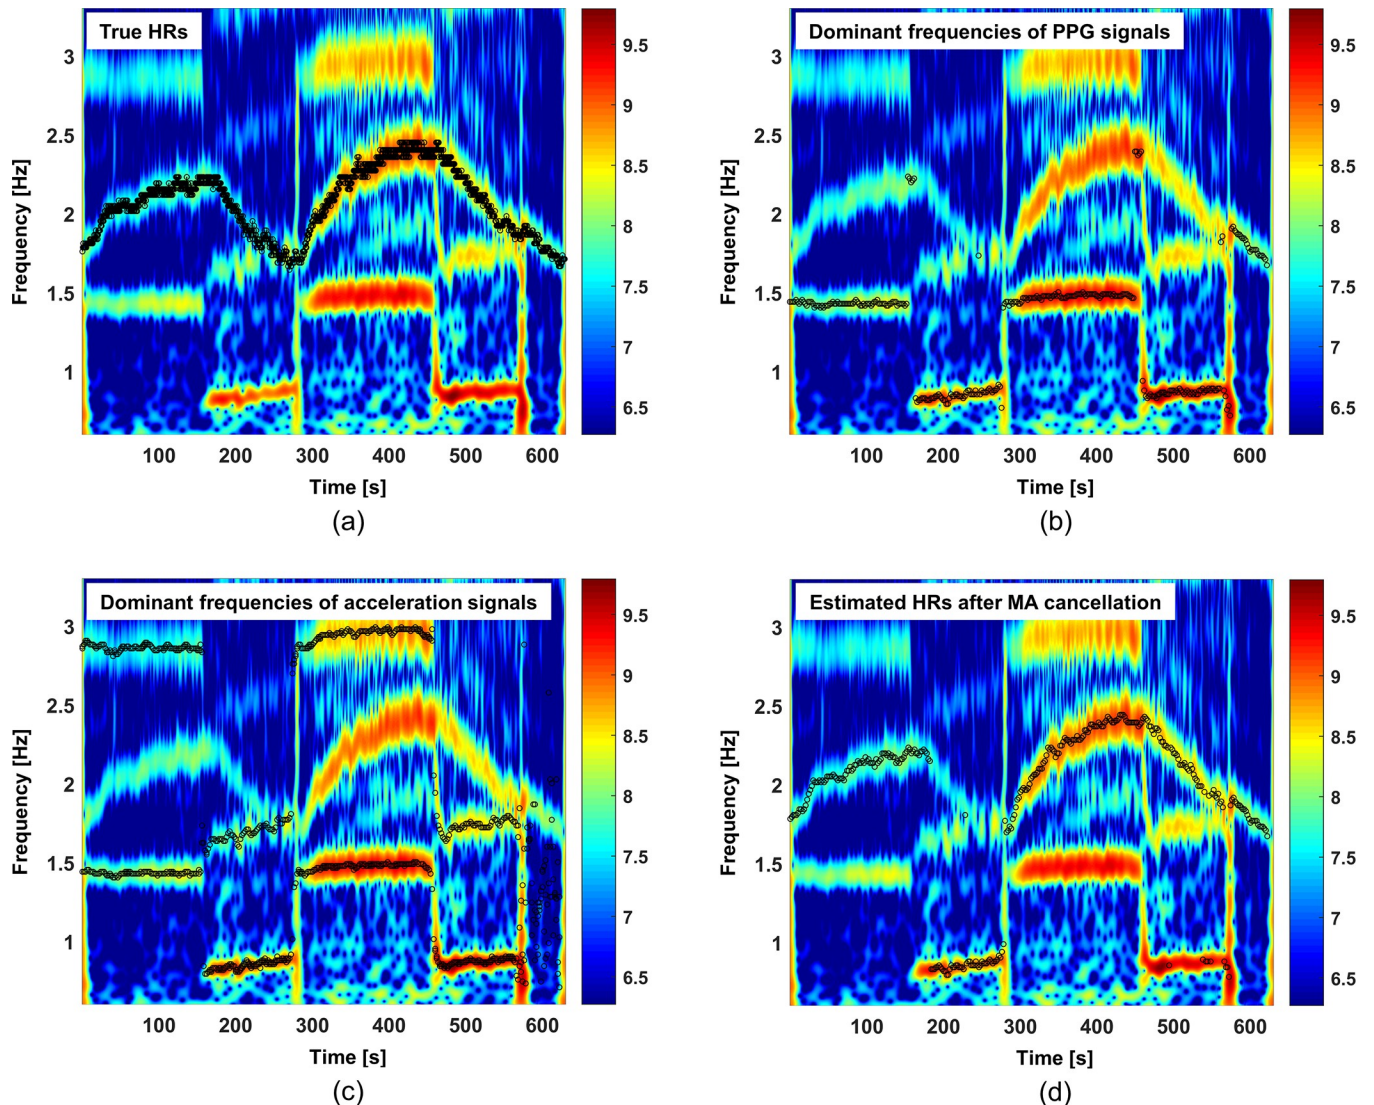 True HRs
3
2.5
2
1.5
1
Frequency [Hz]
100 200 300 400 500 600
Time [s]
9.5
9
8.5
8
7.5
7
6.5
(a)
Dominant frequencies of PPG signals
3
2.5
2
1.5
1
Frequency [Hz]
100 200 300 400 500 600
Time [s]
9.5
9
8.5
8
7.5
7
6.5
(b)
Dominant frequencies of acceleration signals
3
2.5
2
1.5
1
Frequency [Hz]
100 200 300 400 500 600
Time [s]
9.5
9
8.5
8
7.5
7
6.5
(c)
Estimated HRs after MA cancellation
3
2.5
2
1.5
1
Frequency [Hz]
100 200 300 400 500 600
Time [s]
9.5
9
8.5
8
7.5
7
6.5
(d)